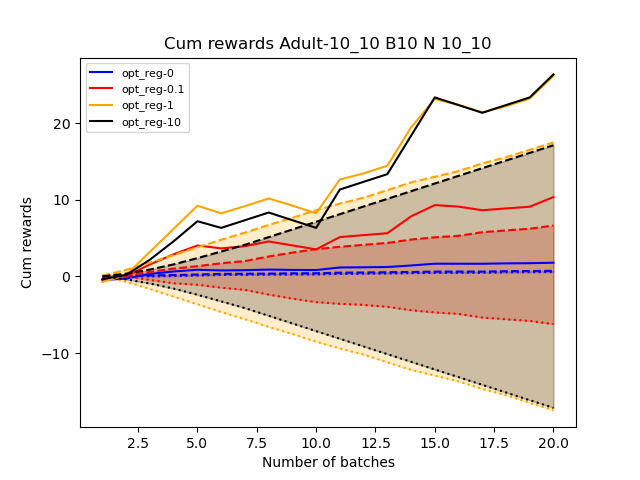 Cum rewards Adult-10_10 B10 N 10_10
opt_reg-0
opt_reg-0.1
opt_reg-1
opt_reg-10
Cum rewards
20
10
0
−10
2.5 5.0 7.5 10.0 12.5 15.0 17.5 20.0
Number of batches